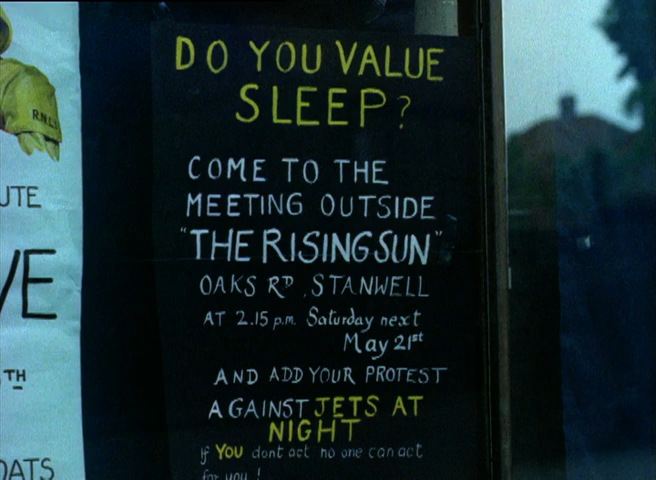 DO YOU VALUE
SLEEP?
COME TO THE
MEETING OUTSIDE
"THE RISING SUN"
OAKS RD, STANWELL
AT 2.15 p.m. Saturday next
May 21st
AND ADD YOUR PROTEST
AGAINST JETS AT
NIGHT
If YOU dont act no one can act
for you!
R.N.L.I
UTE
VE
TH
OATS